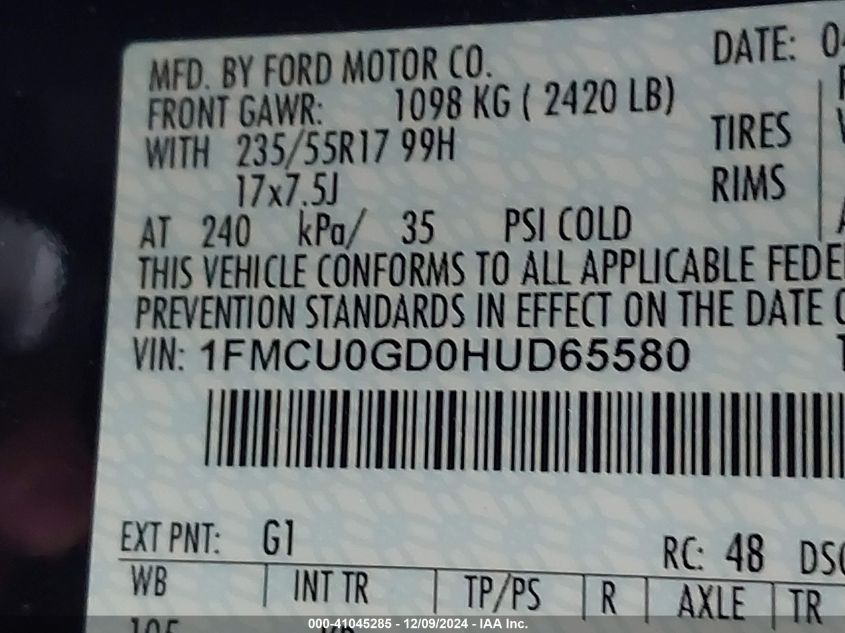 MFD. BY FORD MOTOR CO. DATE: 04
FRONT GAWR: 1098 KG ( 2420 LB)
WITH 235/55R17 99H TIRES
17x7.5J RIMS
AT 240 kPa/ 35 PSI COLD
THIS VEHICLE CONFORMS TO ALL APPLICABLE FEDE
PREVENTION STANDARDS IN EFFECT ON THE DATE
VIN: 1FMCU0GD0HUD65580
EXT PNT: G1 RC: 48 DSO
WB INT TR TP/PS R AXLE TR
105
000-41045285 - 12/09/2024 - IAA Inc.